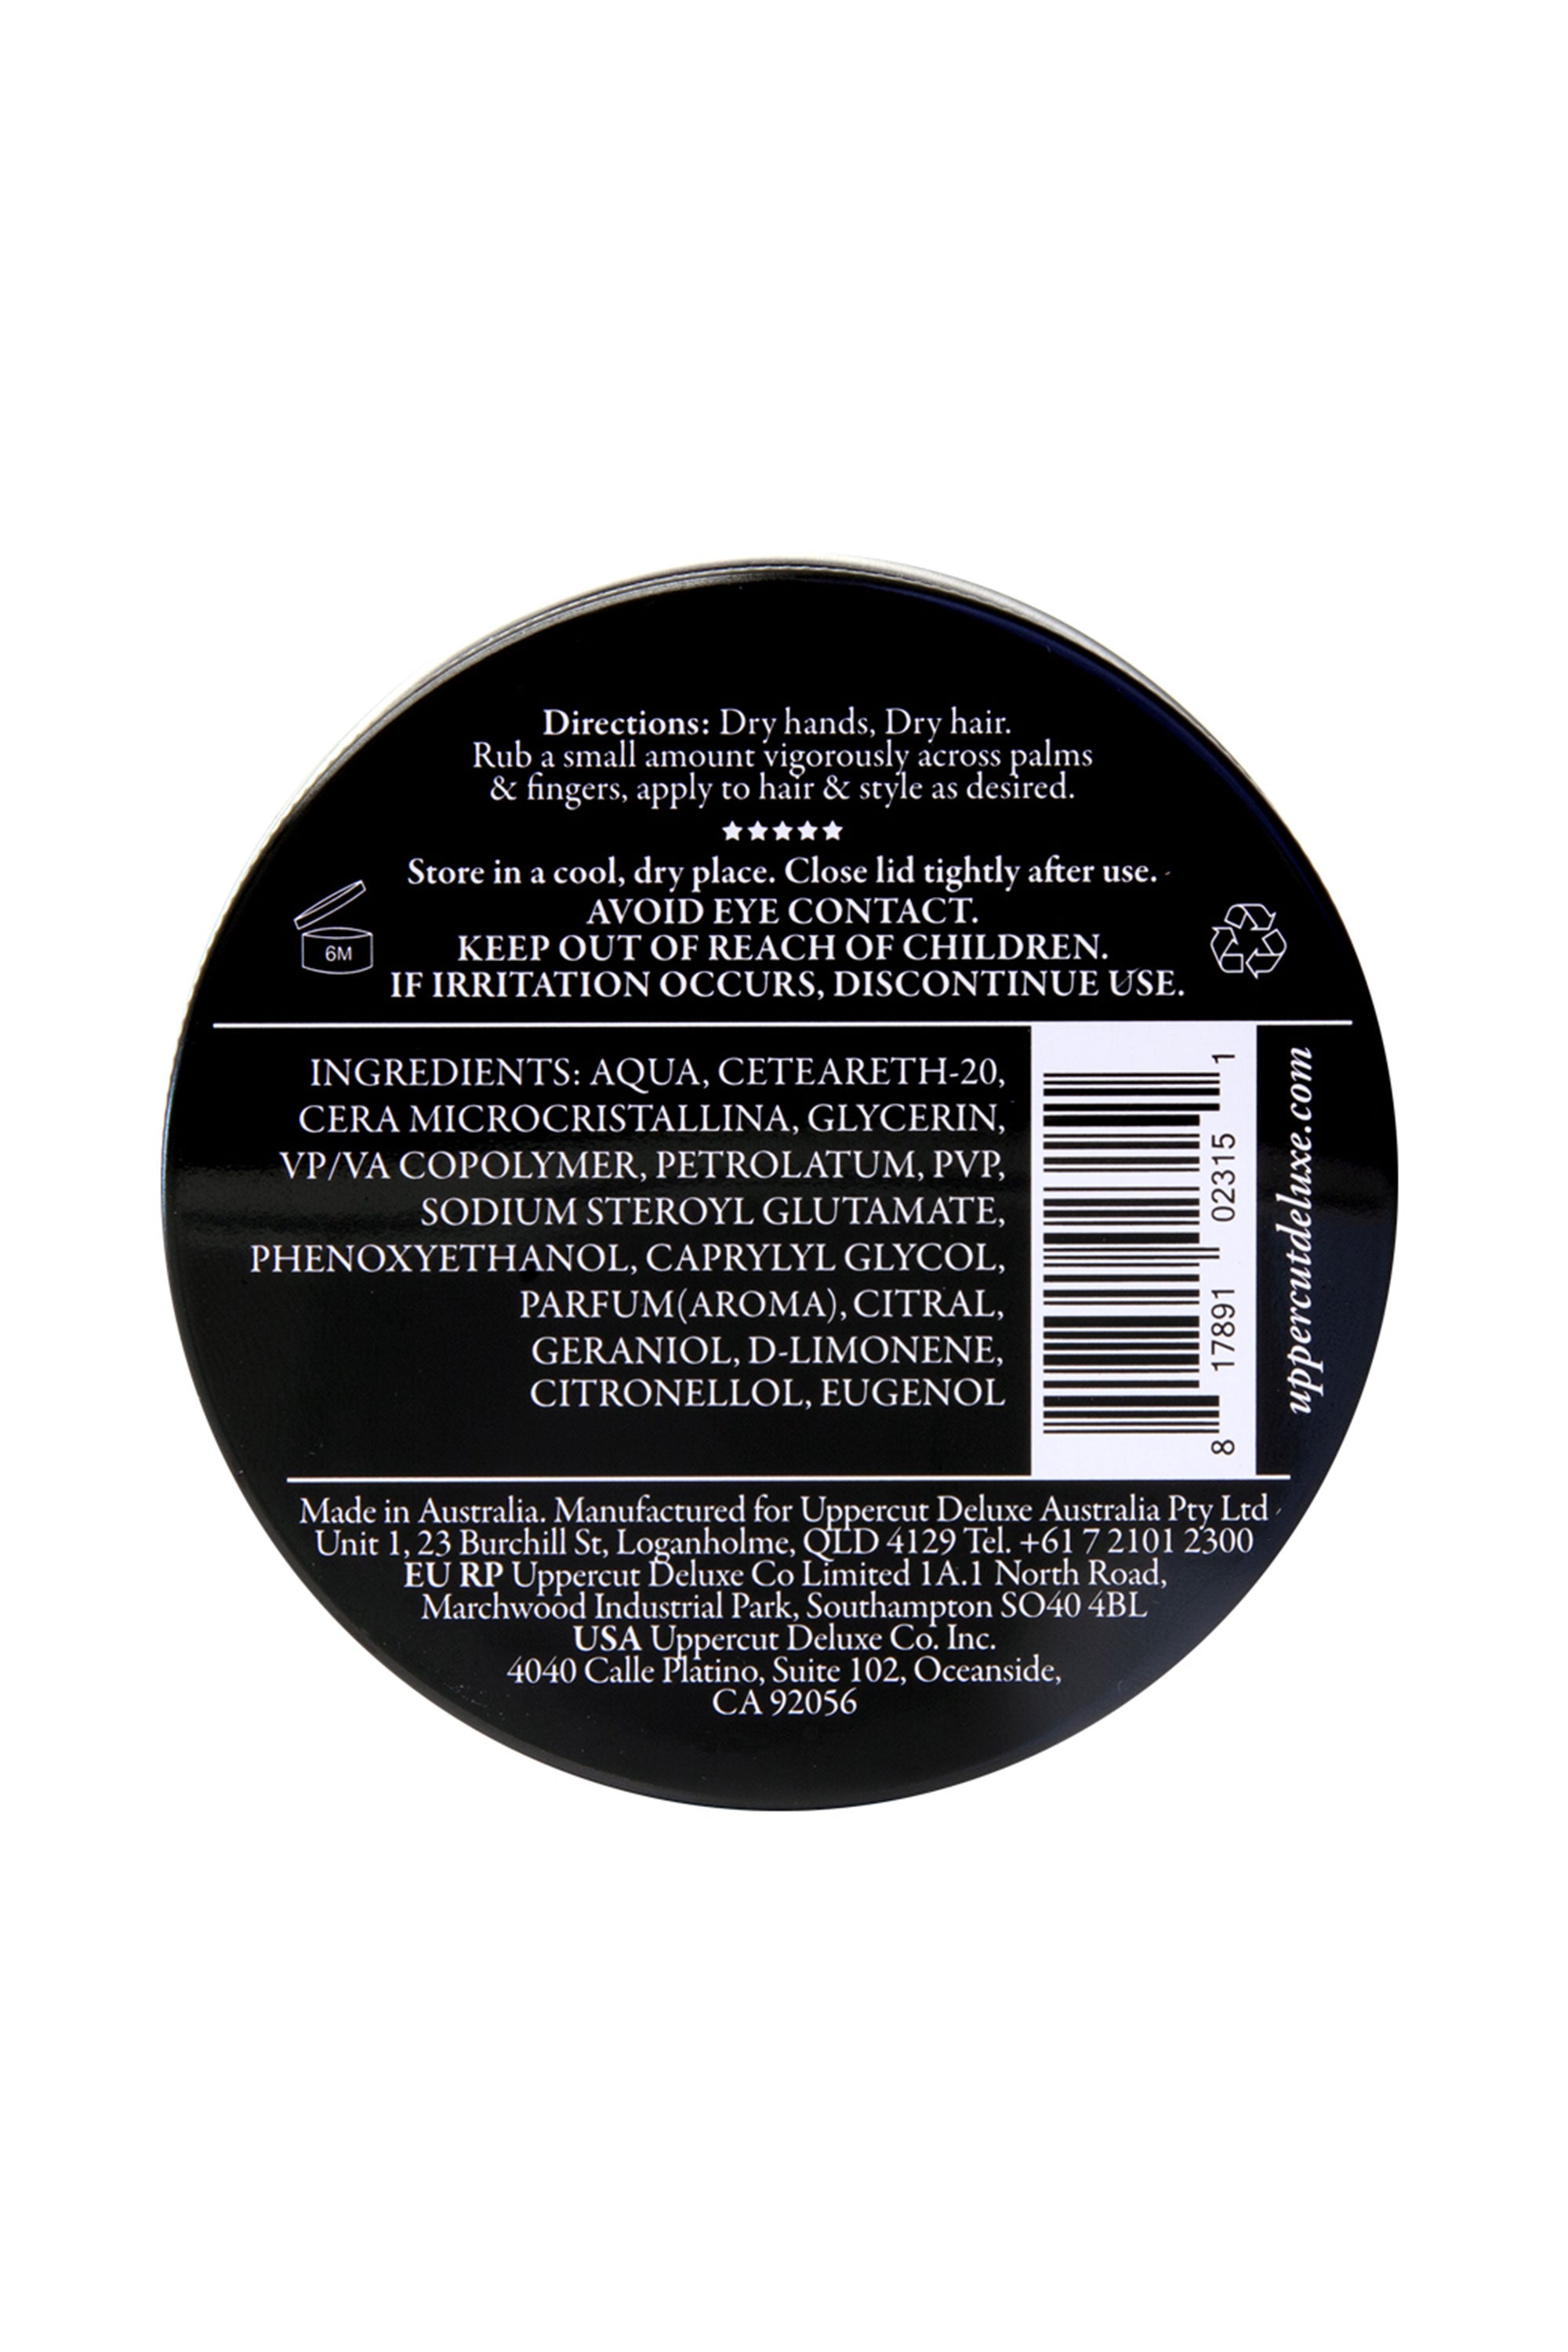 Directions: Dry hands, Dry hair.
Rub a small amount vigorously across palms
& fingers, apply to hair & style as desired.
★★★★★
Store in a cool, dry place. Close lid tightly after use.
AVOID EYE CONTACT.
KEEP OUT OF REACH OF CHILDREN.
IF IRRITATION OCCURS, DISCONTINUE USE.
6M
INGREDIENTS: AQUA, CETEARETH-20,
CERA MICROCRISTALLINA, GLYCERIN,
VP/VA COPOLYMER, PETROLATUM, PVP,
SODIUM STEROYL GLUTAMATE,
PHENOXYETHANOL, CAPRYLYL GLYCOL,
PARFUM(AROMA), CITRAL,
GERANIOL, D-LIMONENE,
CITRONELLOL, EUGENOL
8 17891 02315 1
uppercutdeluxe.com
Made in Australia. Manufactured for Uppercut Deluxe Australia Pty Ltd
Unit 1, 23 Burchill St, Loganholme, QLD 4129 Tel. +61 7 2101 2300
EU RP Uppercut Deluxe Co Limited 1A.1 North Road,
Marchwood Industrial Park, Southampton SO40 4BL
USA Uppercut Deluxe Co. Inc.
4040 Calle Platino, Suite 102, Oceanside,
CA 92056